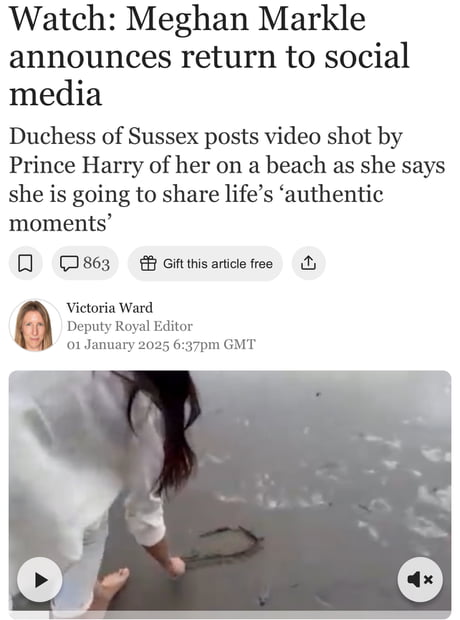 Watch: Meghan Markle
announces return to social
media
Duchess of Sussex posts video shot by
Prince Harry of her on a beach as she says
she is going to share life’s ‘authentic
moments’
863
Gift this article free
Victoria Ward
Deputy Royal Editor
01 January 2025 6:37pm GMT